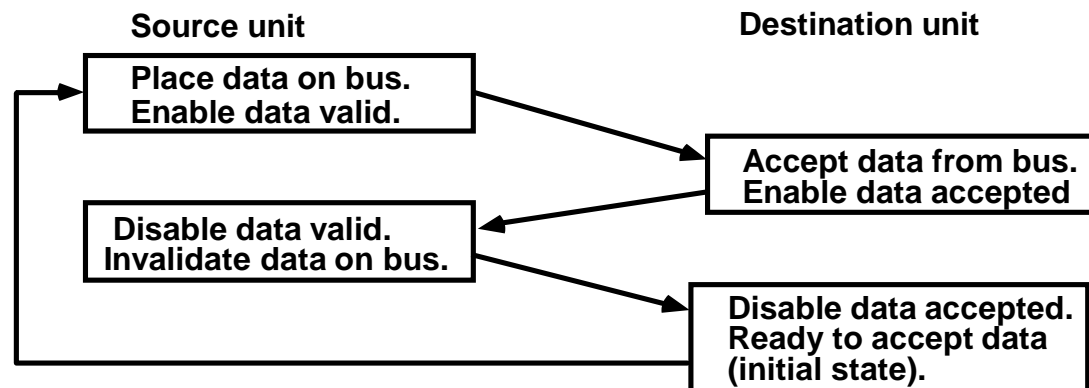 Source unit
Destination unit
Place data on bus.
Enable data valid.
Accept data from bus.
Enable data accepted
Disable data valid.
Invalidate data on bus.
Disable data accepted.
Ready to accept data
(initial state).